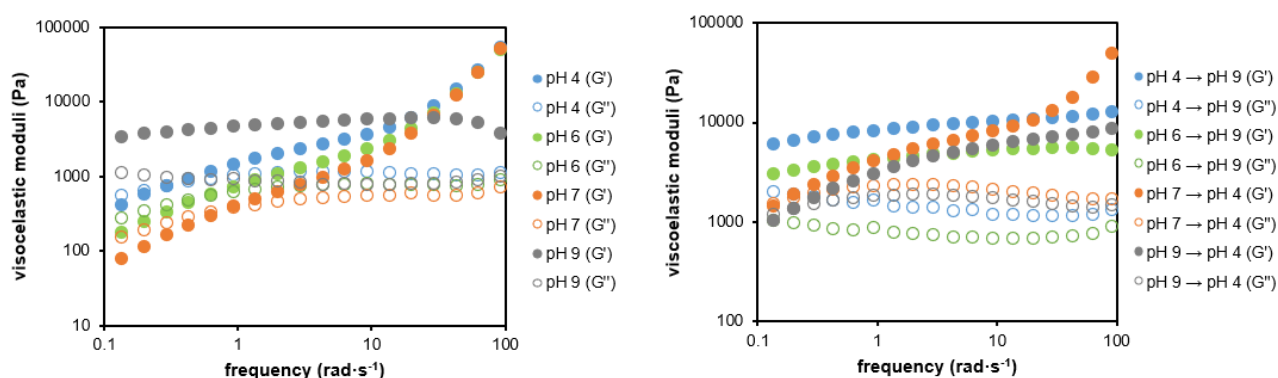 visocelastic moduli (Pa)
100000
10000
1000
100
10
0.1
1
10
100
frequency (rad·s⁻¹)
pH 4 (G')
pH 4 (G'')
pH 6 (G')
pH 6 (G'')
pH 7 (G')
pH 7 (G'')
pH 9 (G')
pH 9 (G'')
viscoelastic moduli (Pa)
100000
10000
1000
100
0.1
1
10
100
frequency (rad·s⁻¹)
pH 4 → pH 9 (G')
pH 4 → pH 9 (G'')
pH 6 → pH 9 (G')
pH 6 → pH 9 (G'')
pH 7 → pH 4 (G')
pH 7 → pH 4 (G'')
pH 9 → pH 4 (G')
pH 9 → pH 4 (G'')